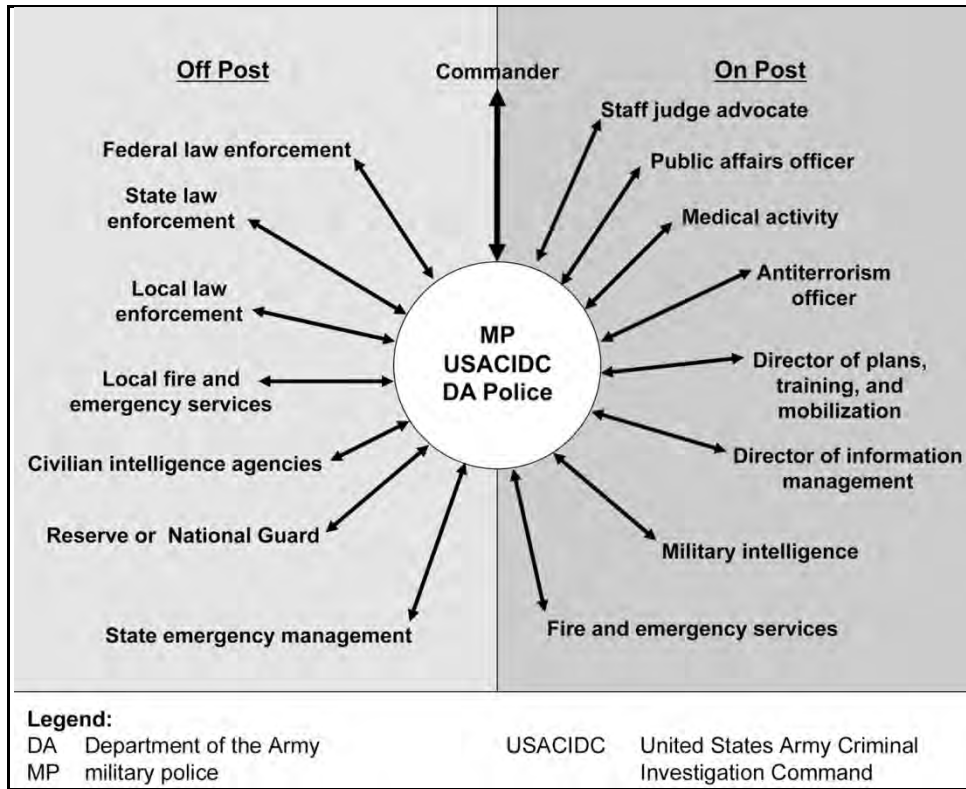 Off Post
Commander
On Post
Federal law enforcement
State law
enforcement
Local law
enforcement
Local fire and
emergency services
Civilian intelligence agencies
Reserve or National Guard
State emergency management
MP
USACIDC
DA Police
Staff judge advocate
Public affairs officer
Medical activity
Antiterrorism
officer
Director of plans,
training, and
mobilization
Director of information
management
Military intelligence
Fire and emergency services
Legend:
DA Department of the Army
MP military police
USACIDC United States Army Criminal
Investigation Command